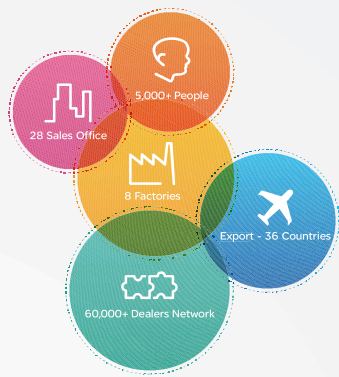 5,000+ People
28 Sales Office
8 Factories
Export - 36 Countries
60,000+ Dealers Network